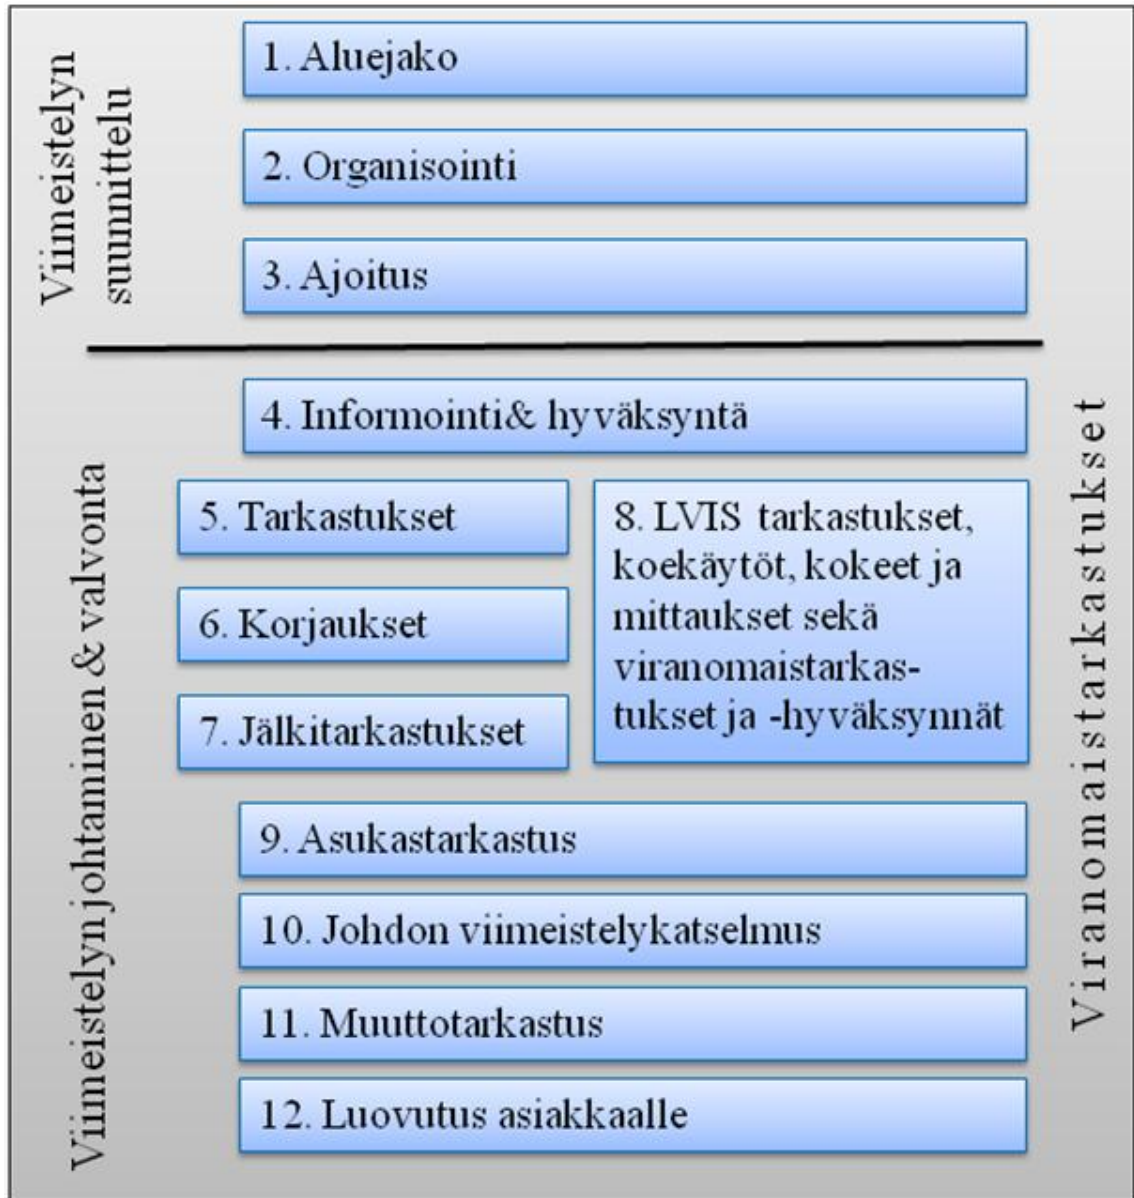 Viimeistelyn
suunnittelu
1. Aluejako
2. Organisointi
3. Ajoitus
Viimeistelyn johtaminen & valvonta
4. Informointi& hyväksyntä
5. Tarkastukset
6. Korjaukset
7. Jälkitarkastukset
8. LVIS tarkastukset,
koekäytöt, kokeet ja
mittaukset sekä
viranomaistarkas-
tukset ja -hyväksynnät
9. Asukastarkastus
10. Johdon viimeistelykatselmus
11. Muuttotarkastus
12. Luovutus asiakkaalle
Viranomaistarkastukset